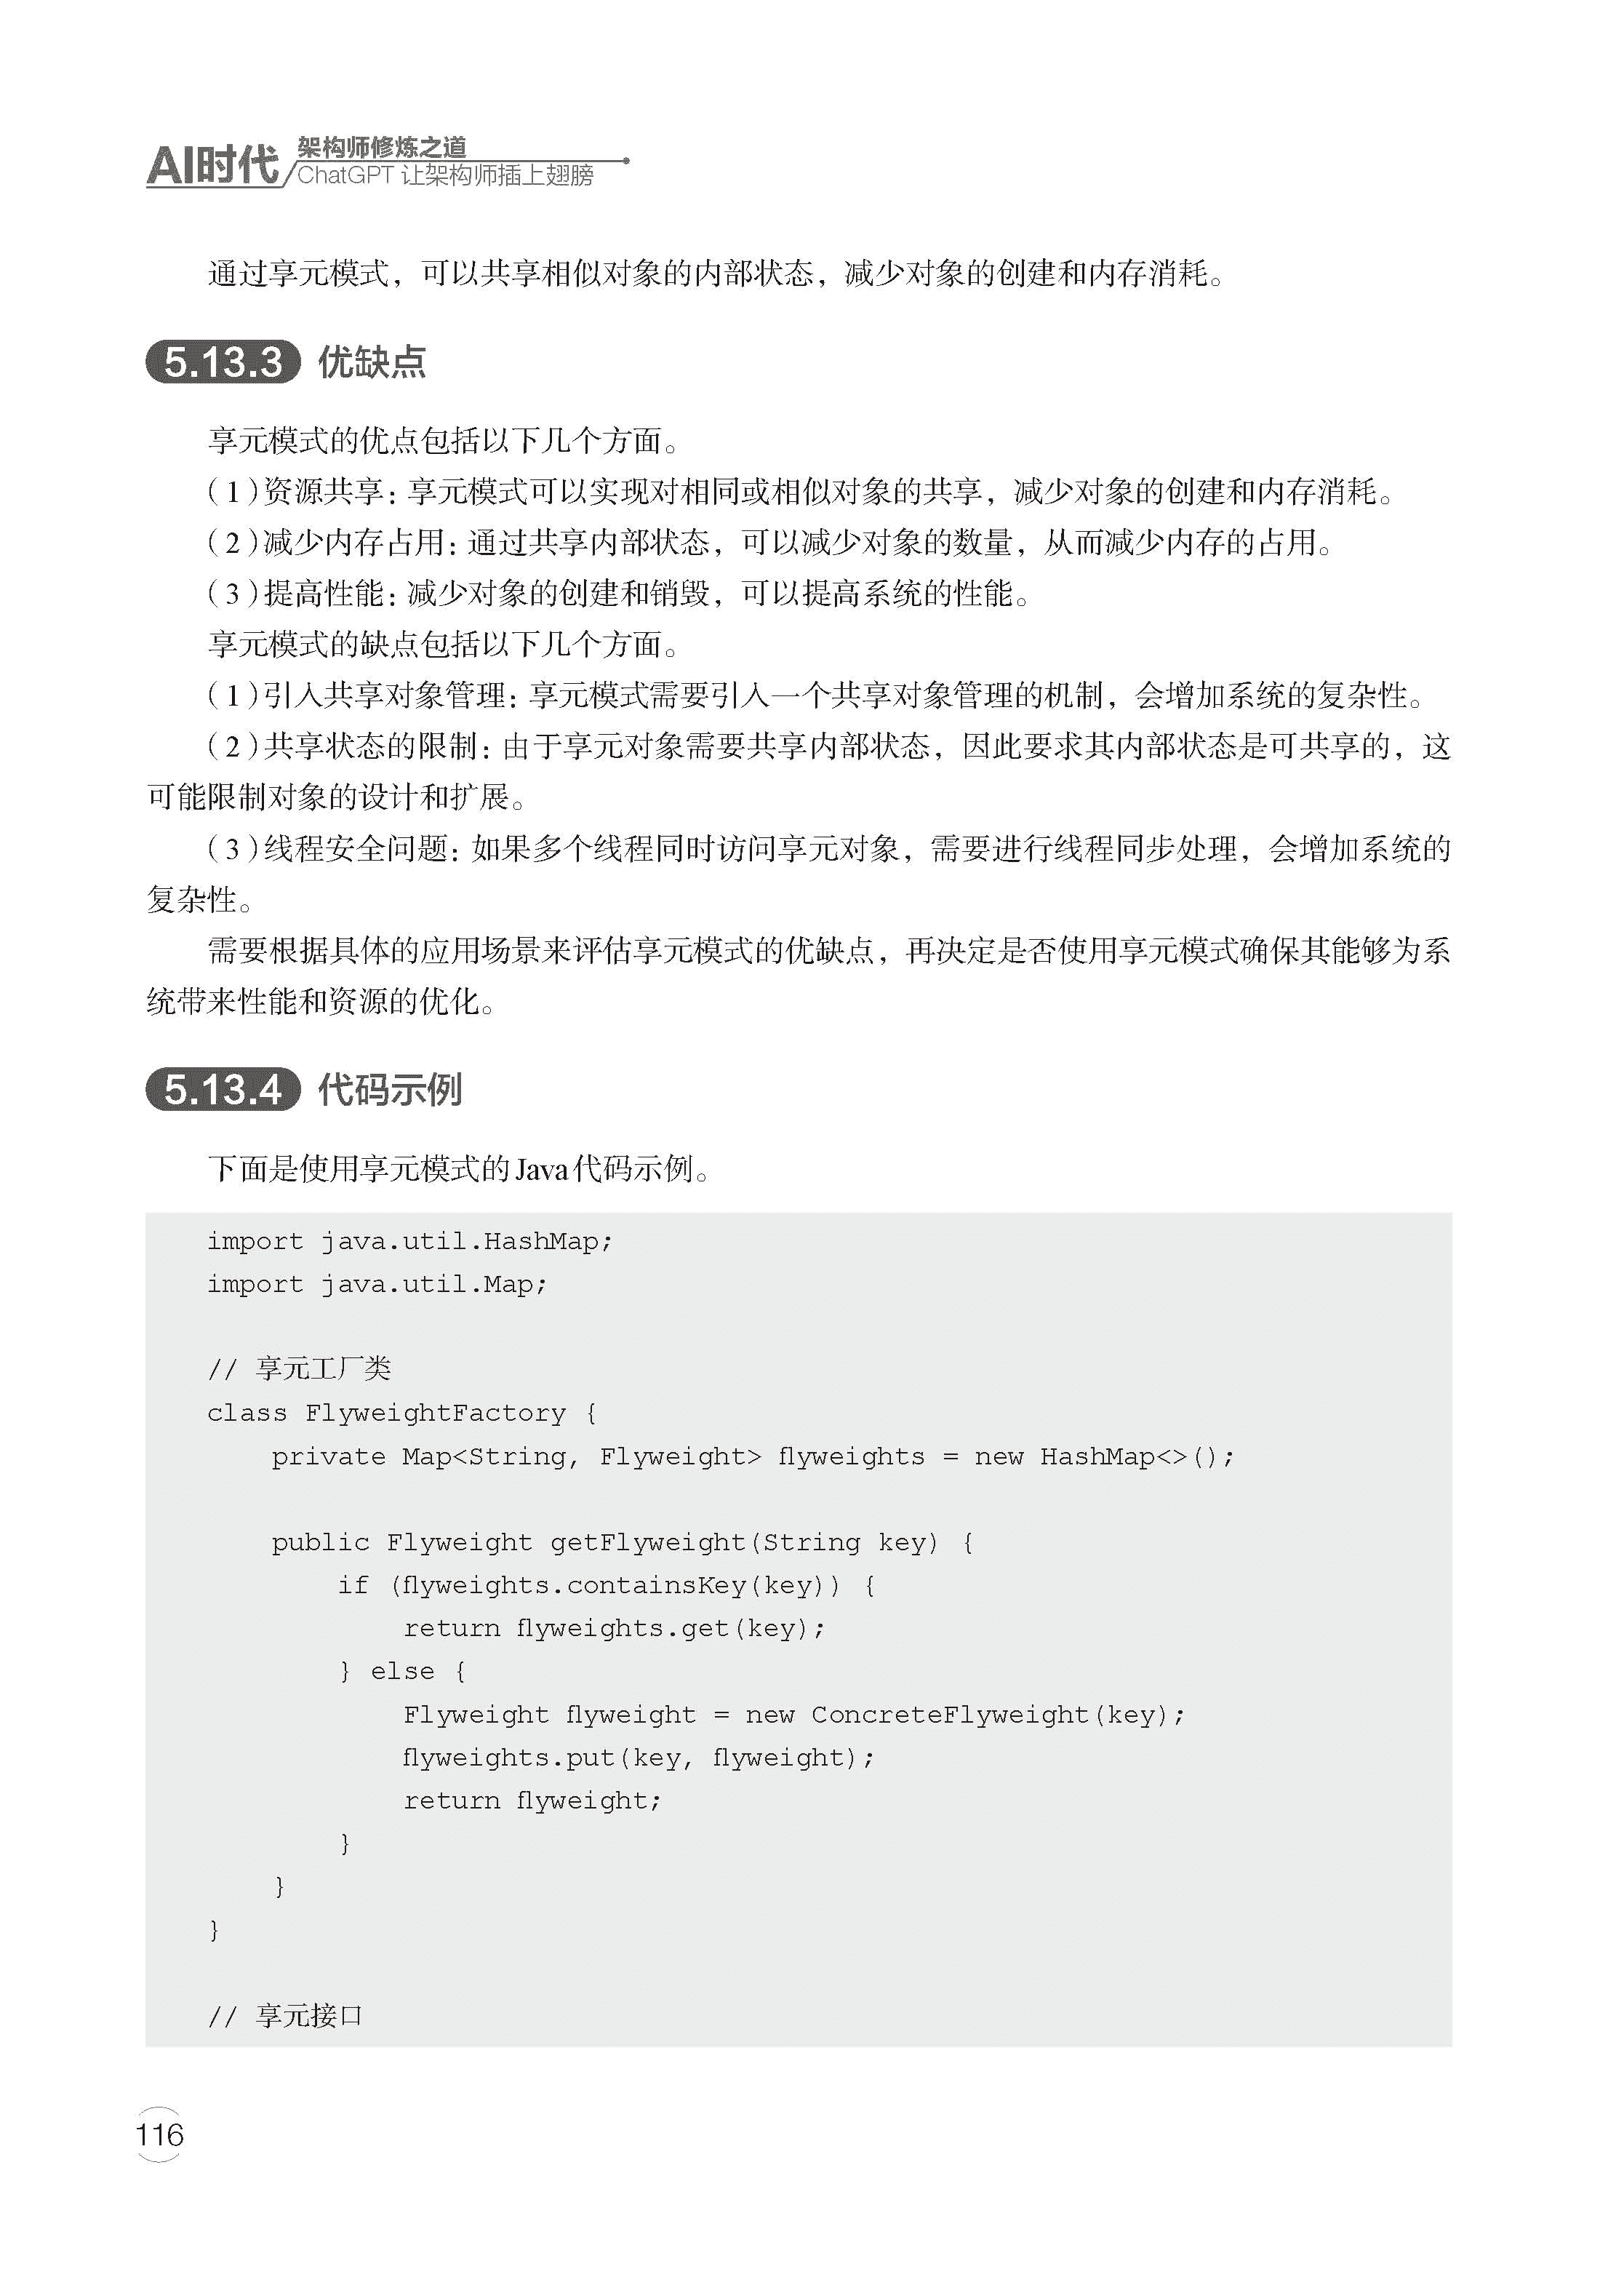 AI时代
架构师修炼之道
ChatGPT 让架构师插上翅膀
通过享元模式，可以共享相似对象的内部状态，减少对象的创建和内存消耗。
5.13.3 优缺点
享元模式的优点包括以下几个方面。
（1）资源共享：享元模式可以实现对相同或相似对象的共享，减少对象的创建和内存消耗。
（2）减少内存占用：通过共享内部状态，可以减少对象的数量，从而减少内存的占用。
（3）提高性能：减少对象的创建和销毁，可以提高系统的性能。
享元模式的缺点包括以下几个方面。
（1）引入共享对象管理：享元模式需要引入一个共享对象管理的机制，会增加系统的复杂性。
（2）共享状态的限制：由于享元对象需要共享内部状态，因此要求其内部状态是可共享的，这
可能限制对象的设计和扩展。
（3）线程安全问题：如果多个线程同时访问享元对象，需要进行线程同步处理，会增加系统的
复杂性。
需要根据具体的应用场景来评估享元模式的优缺点，再决定是否使用享元模式确保其能够为系
统带来性能和资源的优化。
5.13.4 代码示例
下面是使用享元模式的Java代码示例。
import java.util.HashMap;
import java.util.Map;
// 享元工厂类
class FlyweightFactory {
    private Map<String, Flyweight> flyweights = new HashMap<>();
    public Flyweight getFlyweight(String key) {
        if (flyweights.containsKey(key)) {
            return flyweights.get(key);
        } else {
            Flyweight flyweight = new ConcreteFlyweight(key);
            flyweights.put(key, flyweight);
            return flyweight;
        }
    }
}
// 享元接口
116